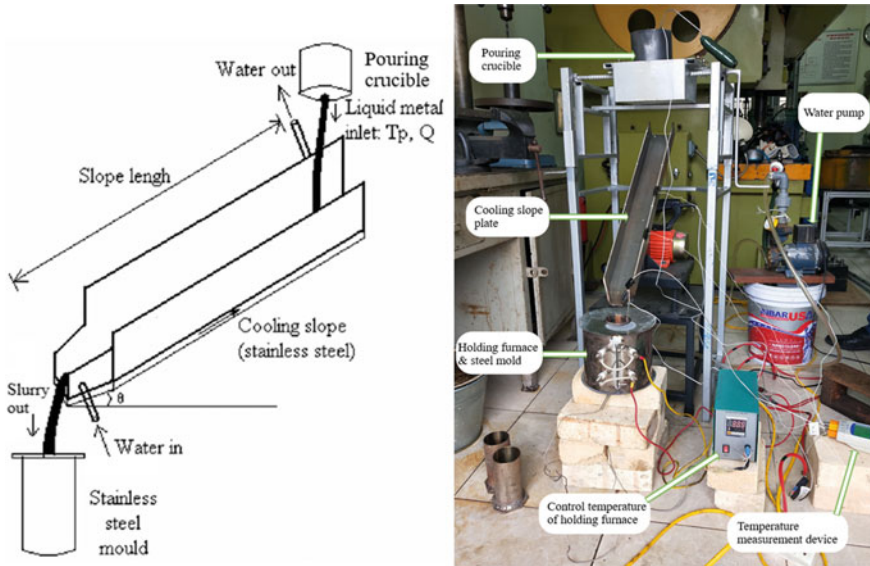 Water out
Pouring
crucible
Liquid metal
inlet: Tp, Q
Slope lengh
Cooling slope
(stainless steel)
Slurry
out
θ
Water in
Stainless
steel
mould
Pouring
crucible
Water pump
Cooling slope
plate
Holding furnace
& steel mold
Control temperature
of holding furnace
Temperature
measurement device